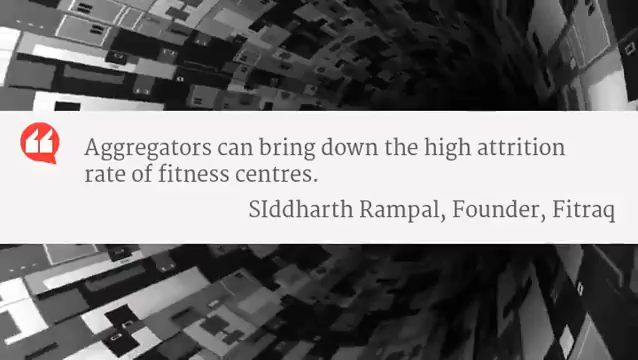 Aggregators can bring down the high attrition
rate of fitness centres.
SIddharth Rampal, Founder, Fitraq